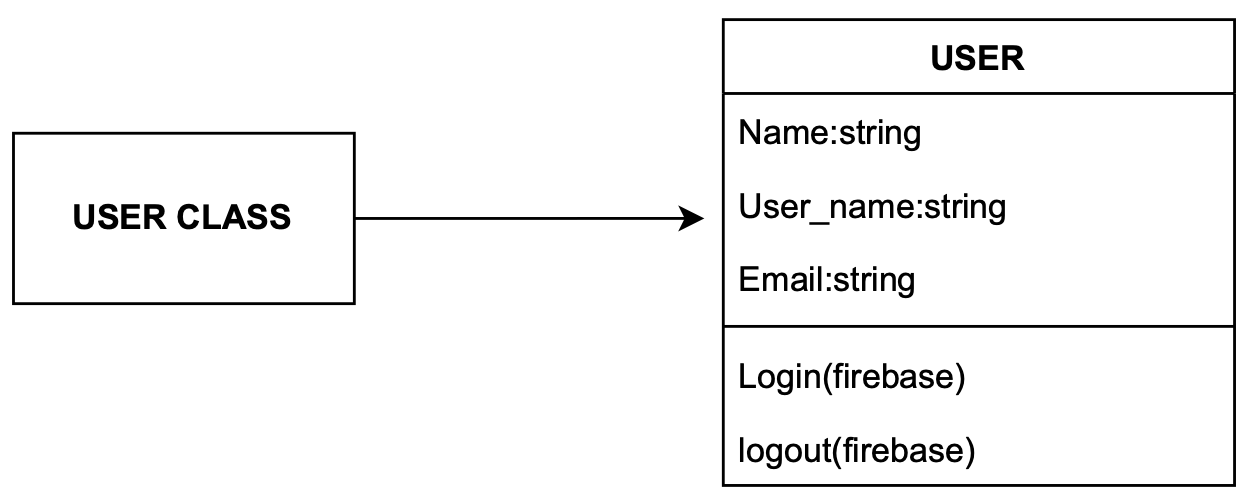 USER CLASS
USER
Name:string
User_name:string
Email:string
Login(firebase)
logout(firebase)